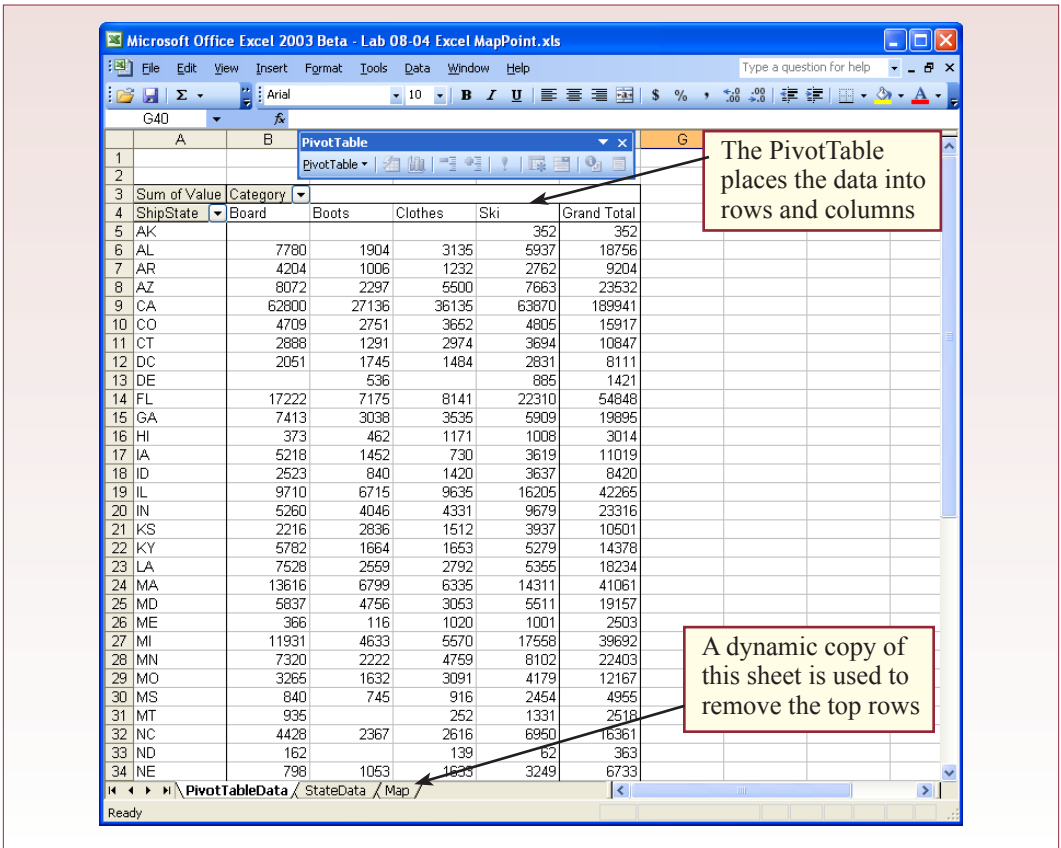 Microsoft Office Excel 2003 Beta - Lab 08-04 Excel MapPoint.xls
File Edit View Insert Format Tools Data Window Help Type a question for help
Σ Arial 10 B I U $ % , .00 .00 A
G40 fx
A B G
PivotTable
PivotTable
The PivotTable
places the data into
rows and columns
1
2
3 Sum of Value Category
4 ShipState Board Boots Clothes Ski Grand Total
5 AK 352 352
6 AL 7780 1904 3135 5937 18756
7 AR 4204 1006 1232 2762 9204
8 AZ 8072 2297 5500 7663 23532
9 CA 62800 27136 36135 63870 189941
10 CO 4709 2751 3652 4805 15917
11 CT 2888 1291 2974 3694 10847
12 DC 2051 1745 1484 2831 8111
13 DE 536 885 1421
14 FL 17222 7175 8141 22310 54848
15 GA 7413 3038 3535 5909 19895
16 HI 373 462 1171 1008 3014
17 IA 5218 1452 730 3619 11019
18 ID 2523 840 1420 3637 8420
19 IL 9710 6715 9635 16205 42265
20 IN 5260 4046 4331 9679 23316
21 KS 2216 2836 1512 3937 10501
22 KY 5782 1664 1653 5279 14378
23 LA 7528 2559 2792 5355 18234
24 MA 13616 6799 6335 14311 41061
25 MD 5837 4756 3053 5511 19157
26 ME 366 116 1020 1001 2503
27 MI 11931 4633 5570 17558 39692
28 MN 7320 2222 4759 8102 22403
29 MO 3265 1632 3091 4179 12167
30 MS 840 745 916 2454 4955
31 MT 935 252 1331 2518
32 NC 4428 2367 2616 6950 16361
33 ND 162 139 62 363
34 NE 798 1053 1633 3249 6733
A dynamic copy of
this sheet is used to
remove the top rows
PivotTableData StateData Map
Ready